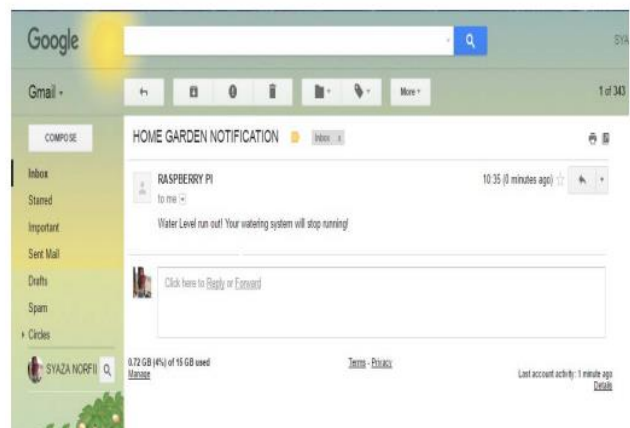 Google
SYA
Gmail
More
1 of 343
COMPOSE
HOME GARDEN NOTIFICATION
Inbox x
Inbox
Starred
Important
Sent Mail
Drafts
Spam
Circles
SYAZA NORFII
RASPBERRY PI
10:35 (0 minutes ago)
to me
Water Level run out! Your watering system will stop running!
Click here to Reply or Forward
0.72 GB (4%) of 15 GB used
Manage
Terms - Privacy
Last account activity: 1 minute ago
Details